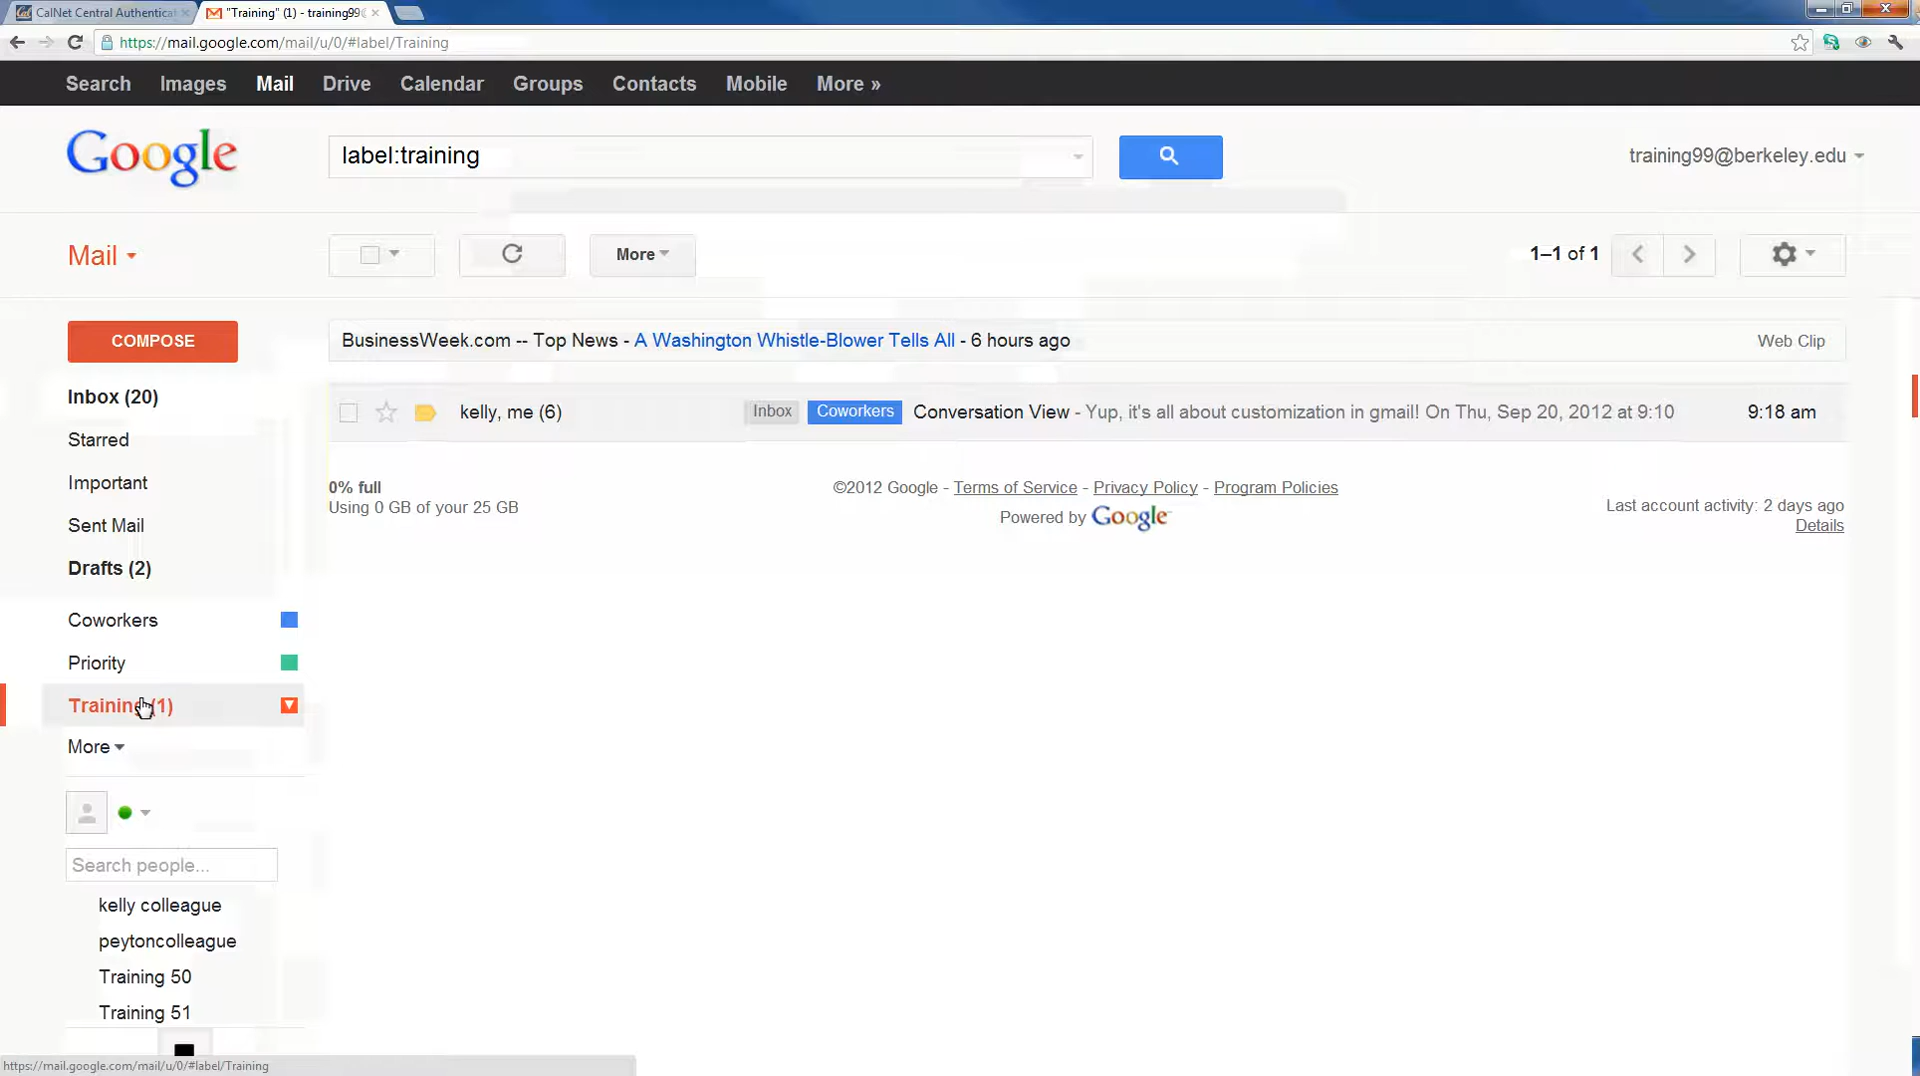 CalNet Central Authenticat
"Training" (1) - training99@
https://mail.google.com/mail/u/0/#label/Training
Search Images Mail Drive Calendar Groups Contacts Mobile More »
Google
label:training
training99@berkeley.edu
Mail
More
1–1 of 1
COMPOSE
BusinessWeek.com -- Top News - A Washington Whistle-Blower Tells All - 6 hours ago
Web Clip
Inbox (20)
kelly, me (6) Inbox Coworkers Conversation View - Yup, it's all about customization in gmail! On Thu, Sep 20, 2012 at 9:10 9:18 am
Starred
Important
Sent Mail
Drafts (2)
0% full
Using 0 GB of your 25 GB
©2012 Google - Terms of Service - Privacy Policy - Program Policies
Powered by Google
Last account activity: 2 days ago
Details
Coworkers
Priority
Training (1)
More
Search people...
kelly colleague
peytoncolleague
Training 50
Training 51
https://mail.google.com/mail/u/0/#label/Training